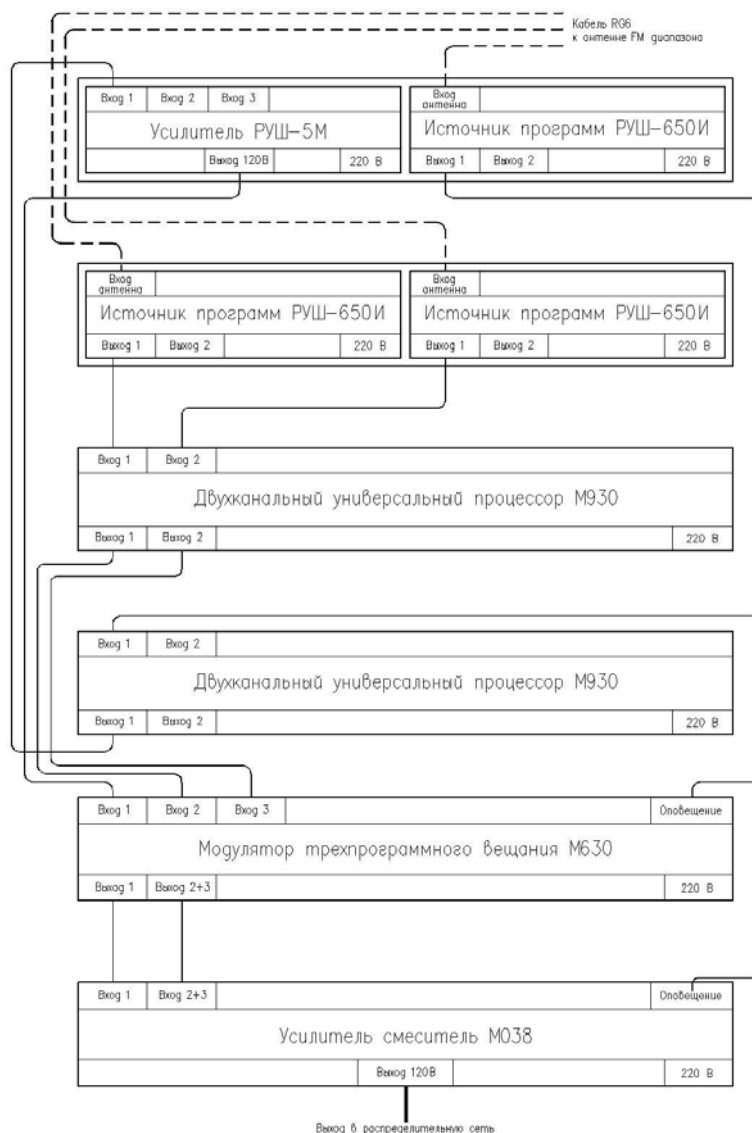 Кабель RG6
к антенне FM диапазона
Вход 1 Вход 2 Вход 3
Усилитель РУШ-5М
Выход 120В 220 В
Вход
антенна
Источник программ РУШ-650И
Выход 1 Выход 2 220 В
Вход
антенна
Источник программ РУШ-650И
Выход 1 Выход 2 220 В
Вход
антенна
Источник программ РУШ-650И
Выход 1 Выход 2 220 В
Вход 1 Вход 2
Двухканальный универсальный процессор М930
Выход 1 Выход 2 220 В
Вход 1 Вход 2
Двухканальный универсальный процессор М930
Выход 1 Выход 2 220 В
Вход 1 Вход 2 Вход 3 Оповещение
Модулятор трехпрограммного вещания М630
Выход 1 Выход 2+3 220 В
Вход 1 Вход 2+3 Оповещение
Усилитель смеситель М038
Выход 120В 220 В
Выход в распределительную сеть